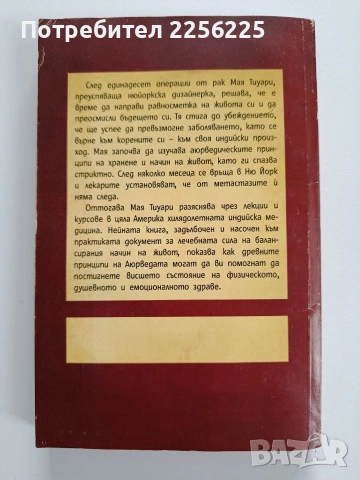 Потребител 2256252
След единадесет операции от рак Мая Тиуари,
преуспяваща нюйоркска дизайнерка, решава, че е
време да направи равносметка на живота си и да
преосмисли бъдещето си. Тя стига до убеждението,
че ще успее да превъзмогне заболяването, като се
върне към корените си – към своя индийски произ-
ход. Мая започва да изучава аюрведическите прин-
ципи на хранене и начин на живот, като ги спазва
стриктно. След няколко месеца се връща в Ню Йорк
и лекарите установяват, че от метастазите ѝ
няма следа.
Оттогава Мая Тиуари разяснява чрез лекции и
курсове в цяла Америка хилядолетната индийска ме-
дицина. Нейната книга, задълбочен и насочен към
практиката документ за лечебната сила на балан-
сирания начин на живот, показва как древните
принципи на Аюрведата могат да ви помогнат да
постигнете висшето състояние на физическото,
душевното и емоционалното здраве.
BAZAR